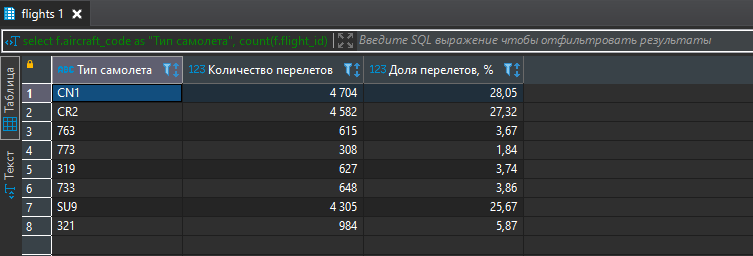 flights 1
select f.aircraft_code as "Тип самолета", count(f.flight_id) Введите SQL выражение чтобы отфильтровать результаты
Таблица
Текст
ABC Тип самолета 123 Количество перелетов 123 Доля перелетов, %
1 CN1 4 704 28,05
2 CR2 4 582 27,32
3 763 615 3,67
4 773 308 1,84
5 319 627 3,74
6 733 648 3,86
7 SU9 4 305 25,67
8 321 984 5,87